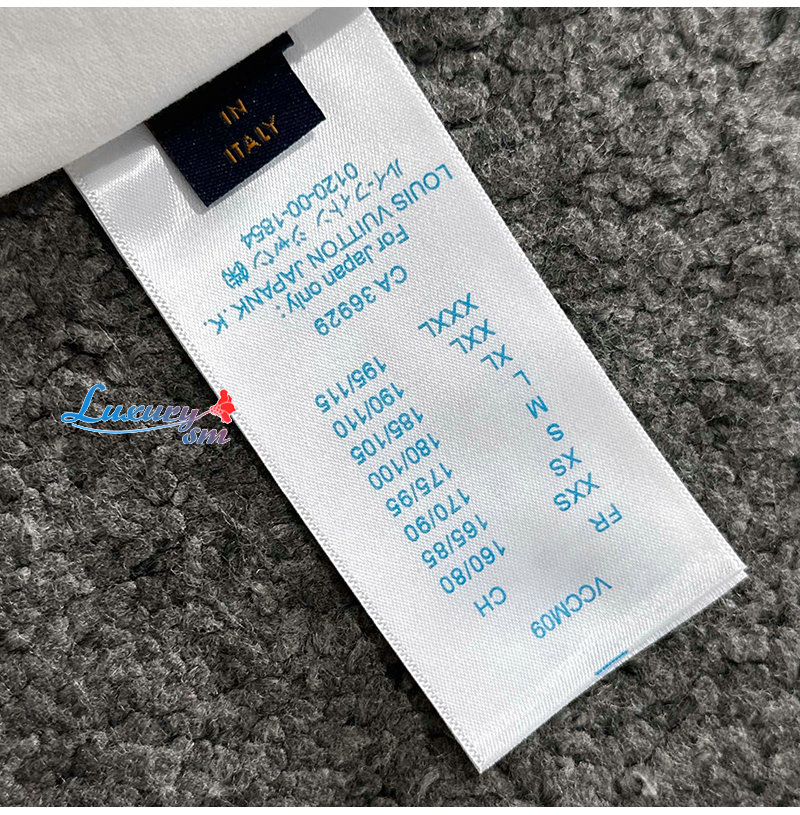 IN
ITALY
VCCM09
FR CH
XXS 160/80
XS 165/85
S 170/90
M 175/95
L 180/100
XL 185/105
XXL 190/110
XXXL 195/115
CA 36929
For Japan only :
LOUIS VUITTON JAPANK. K.
ルイ･フィトン ジャパン ㈱
0120-00-1854
Luxury
sm